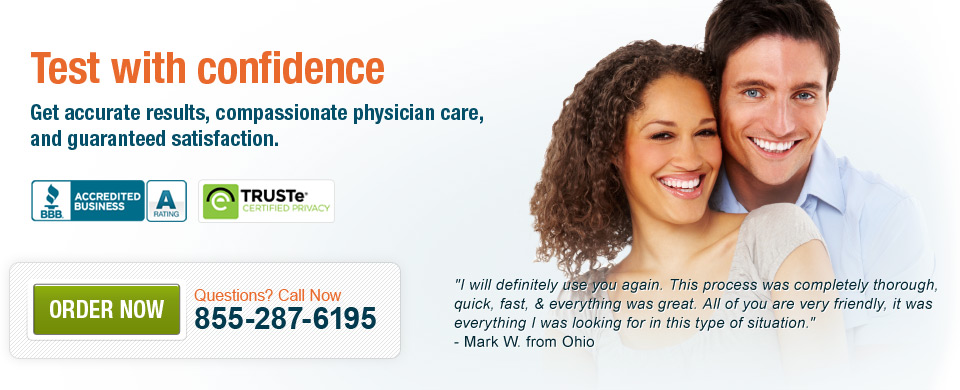 Test with confidence
Get accurate results, compassionate physician care,
and guaranteed satisfaction.
BBB.
ACCREDITED
BUSINESS
A
RATING
e
TRUSTe®
CERTIFIED PRIVACY
ORDER NOW
Questions? Call Now
855-287-6195
"I will definitely use you again. This process was completely thorough,
quick, fast, & everything was great. All of you are very friendly, it was
everything I was looking for in this type of situation."
- Mark W. from Ohio